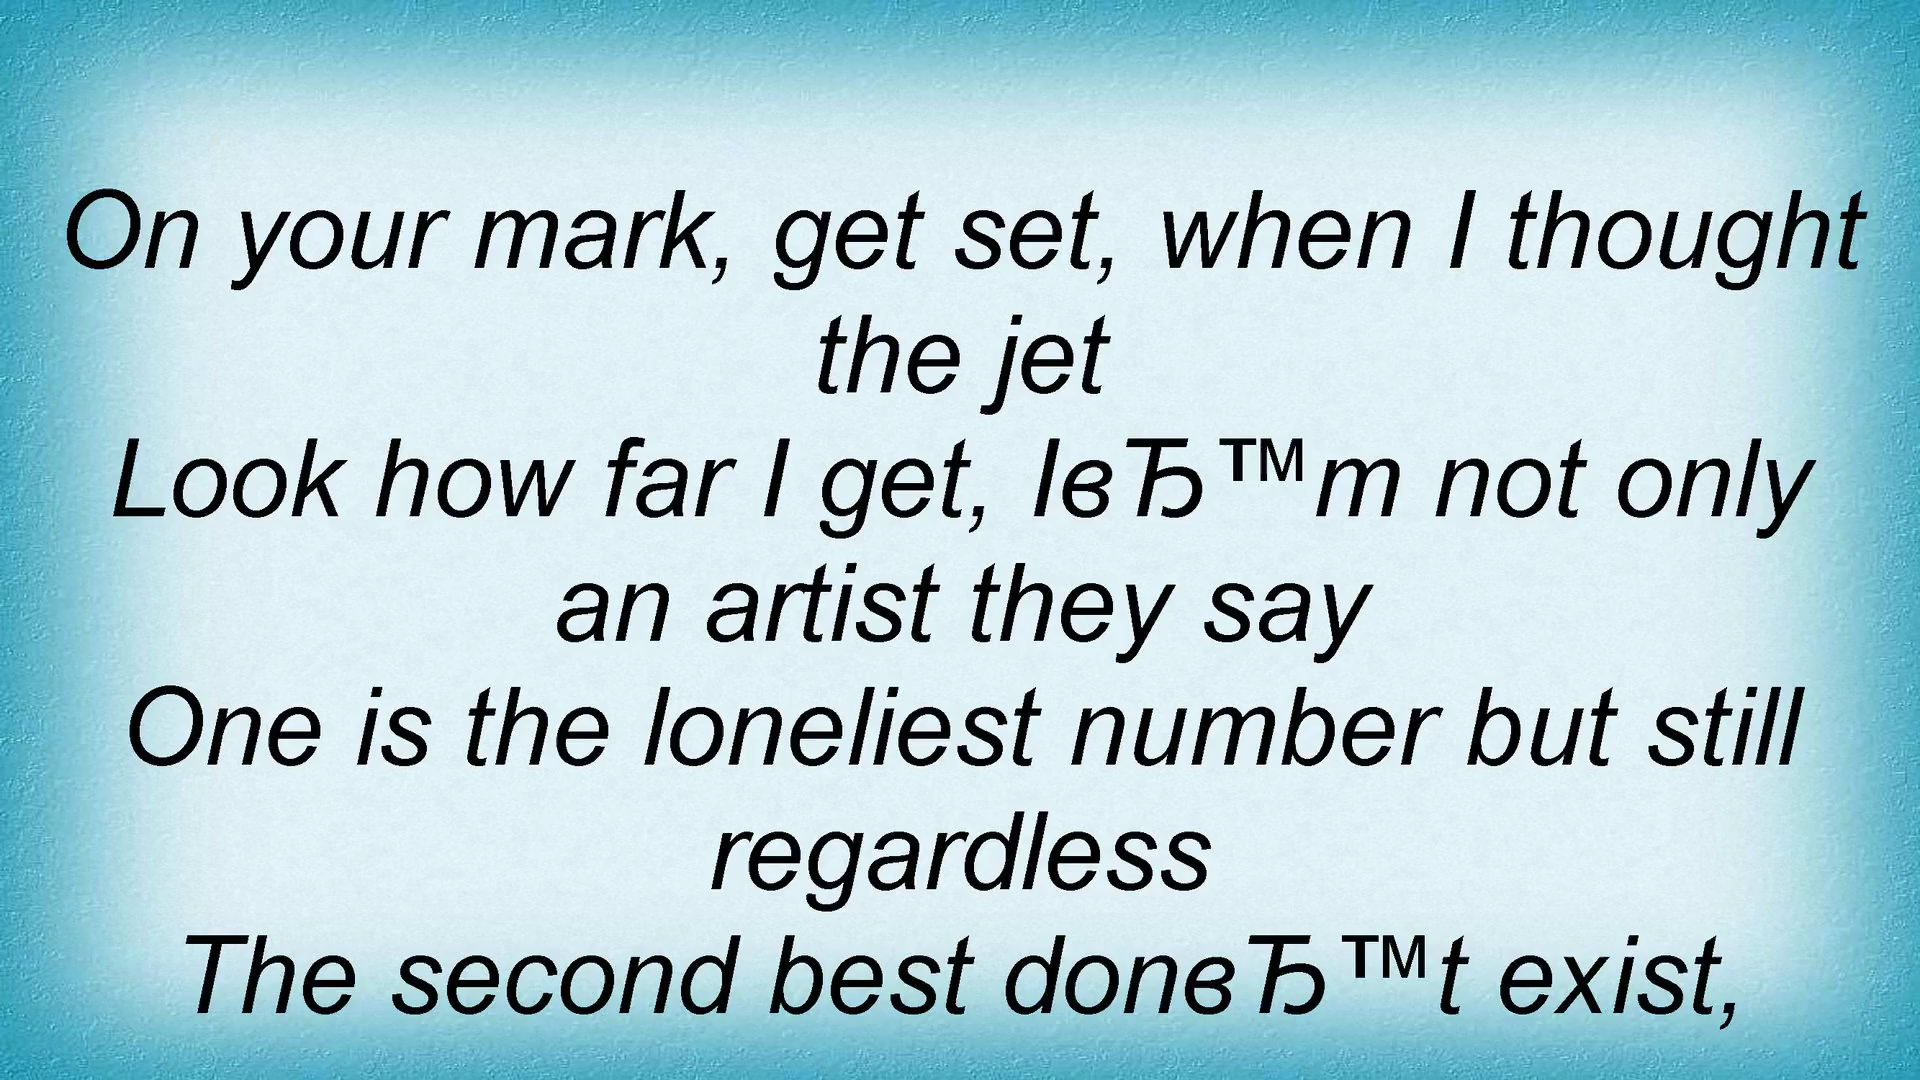 On your mark, get set, when I thought
the jet
Look how far I get, IвЂ™m not only
an artist they say
One is the loneliest number but still
regardless
The second best donвЂ™t exist,